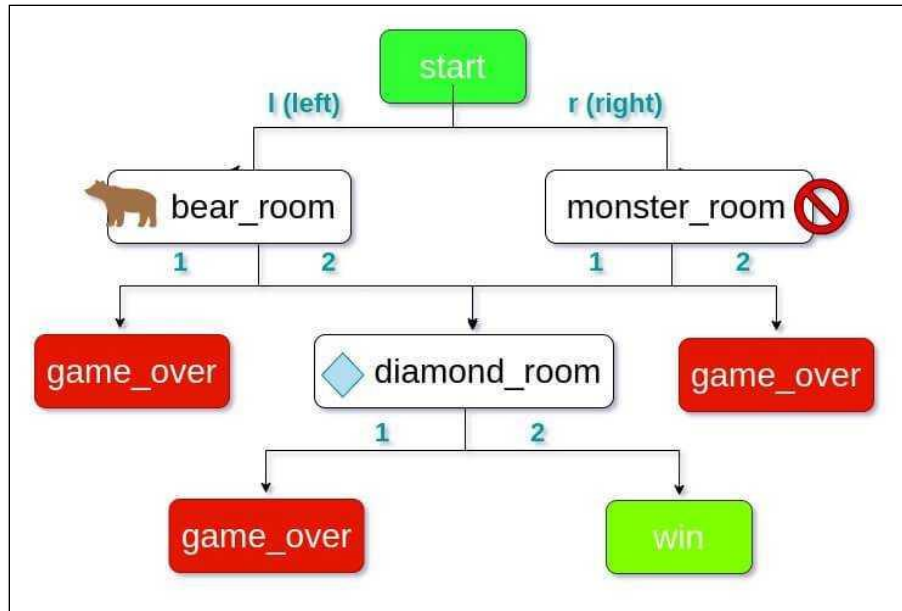 start
l (left)
r (right)
bear_room
monster_room
1
2
1
2
game_over
diamond_room
game_over
1
2
game_over
win